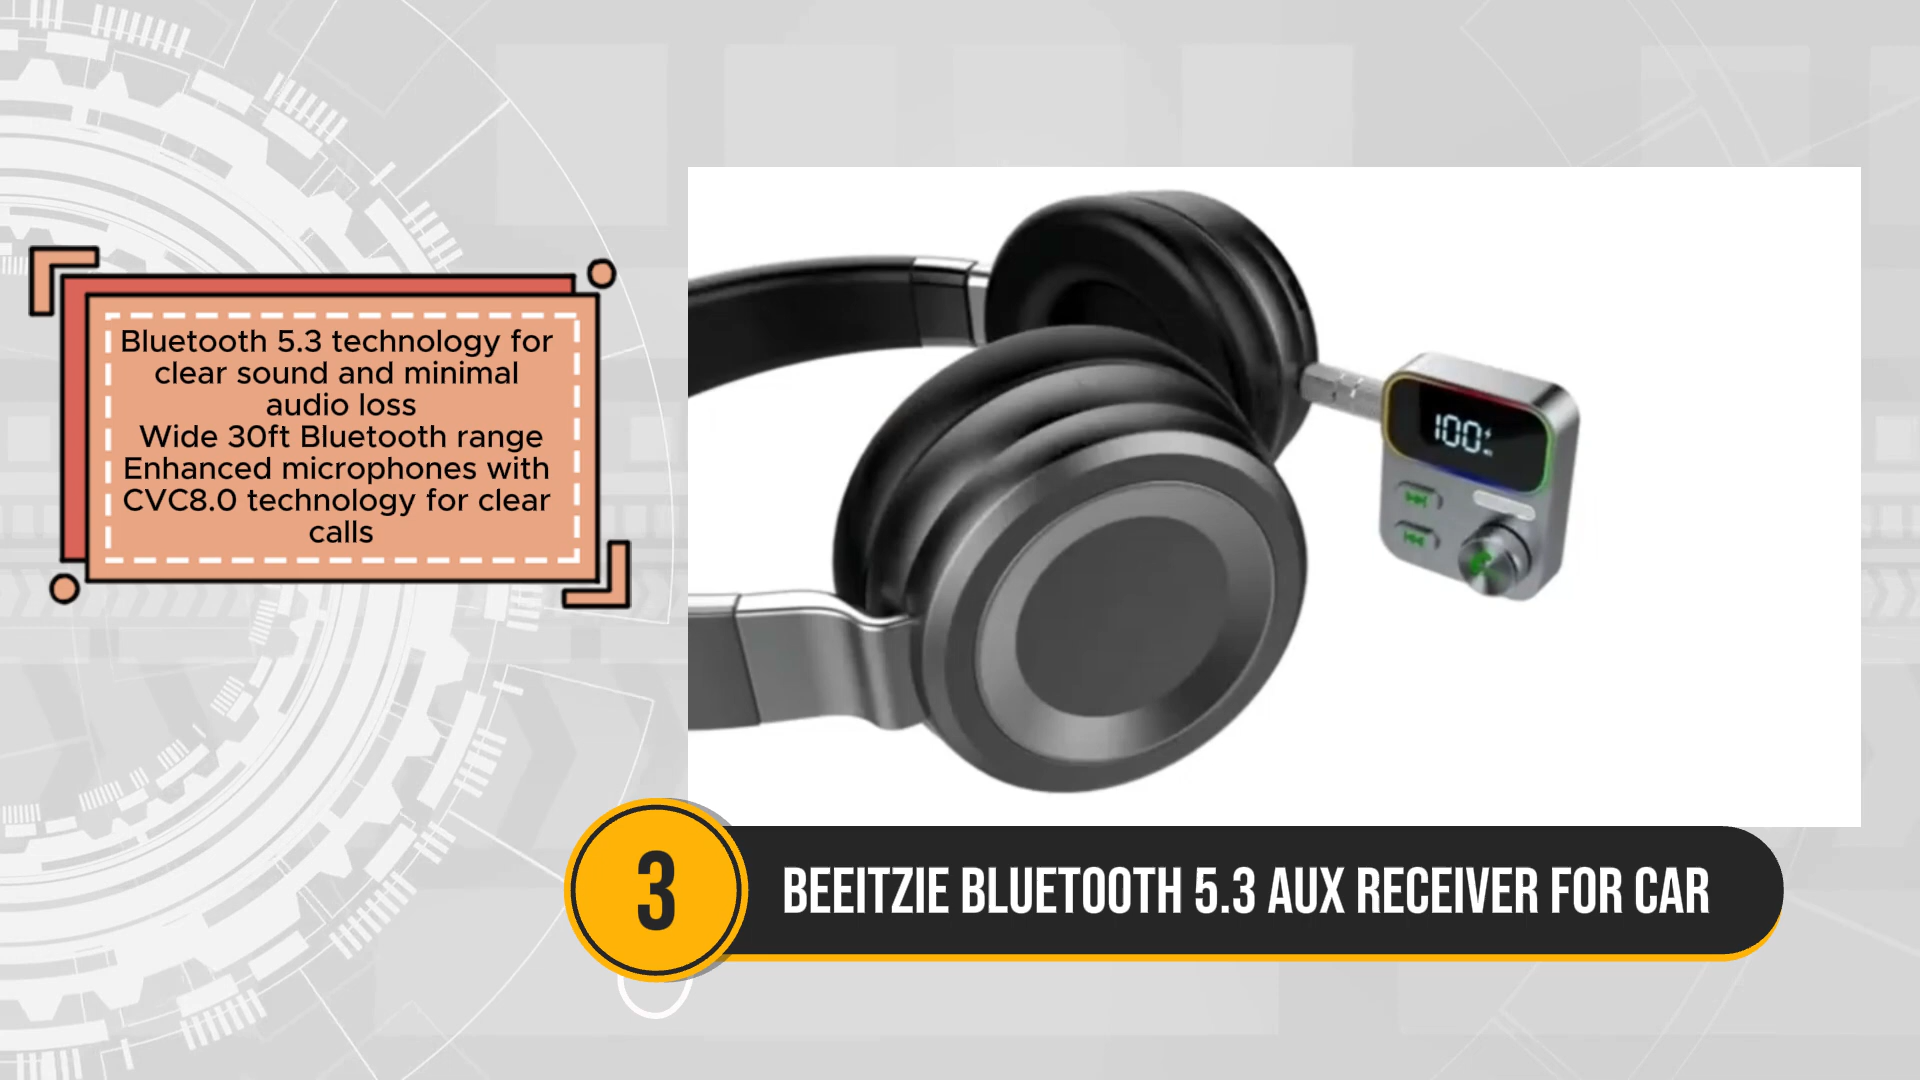 Bluetooth 5.3 technology for
clear sound and minimal
audio loss
Wide 30ft Bluetooth range
Enhanced microphones with
CVC8.0 technology for clear
calls
100
3
BEEITZIE BLUETOOTH 5.3 AUX RECEIVER FOR CAR